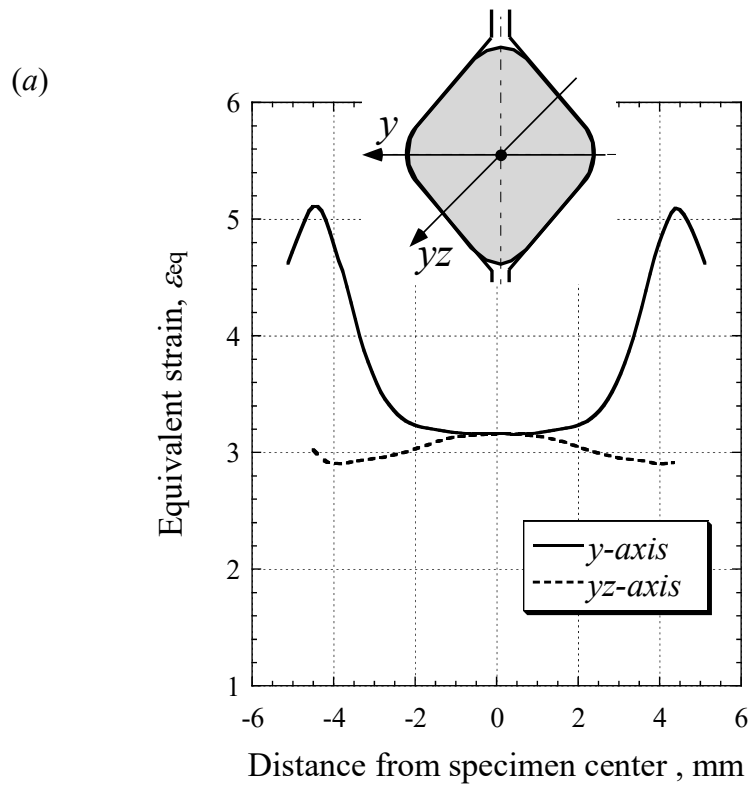 (a)
y
yz
Equivalent strain, εeq
6
5
4
3
2
1
y-axis
yz-axis
-6 -4 -2 0 2 4 6
Distance from specimen center , mm